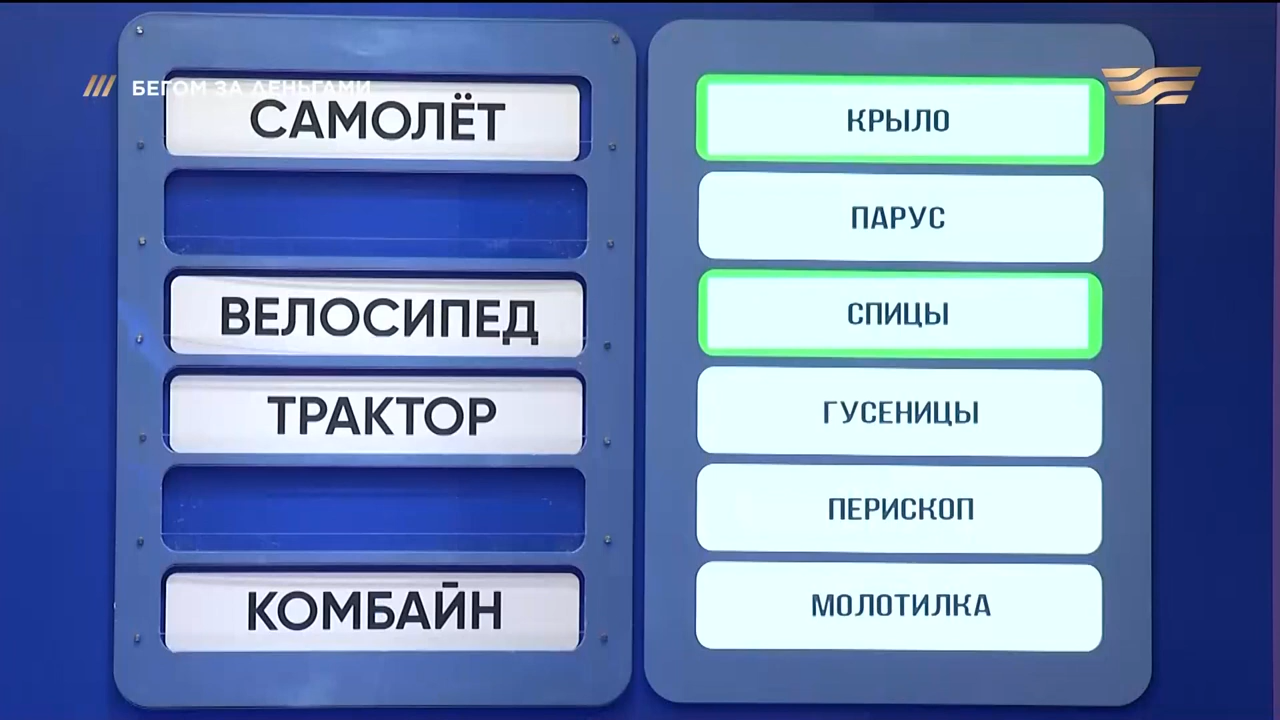 БЕГОМ ЗА ДЕНЬГАМИ
САМОЛЁТ
КРЫЛО
ПАРУС
ВЕЛОСИПЕД
СПИЦЫ
ТРАКТОР
ГУСЕНИЦЫ
ПЕРИСКОП
КОМБАЙН
МОЛОТИЛКА